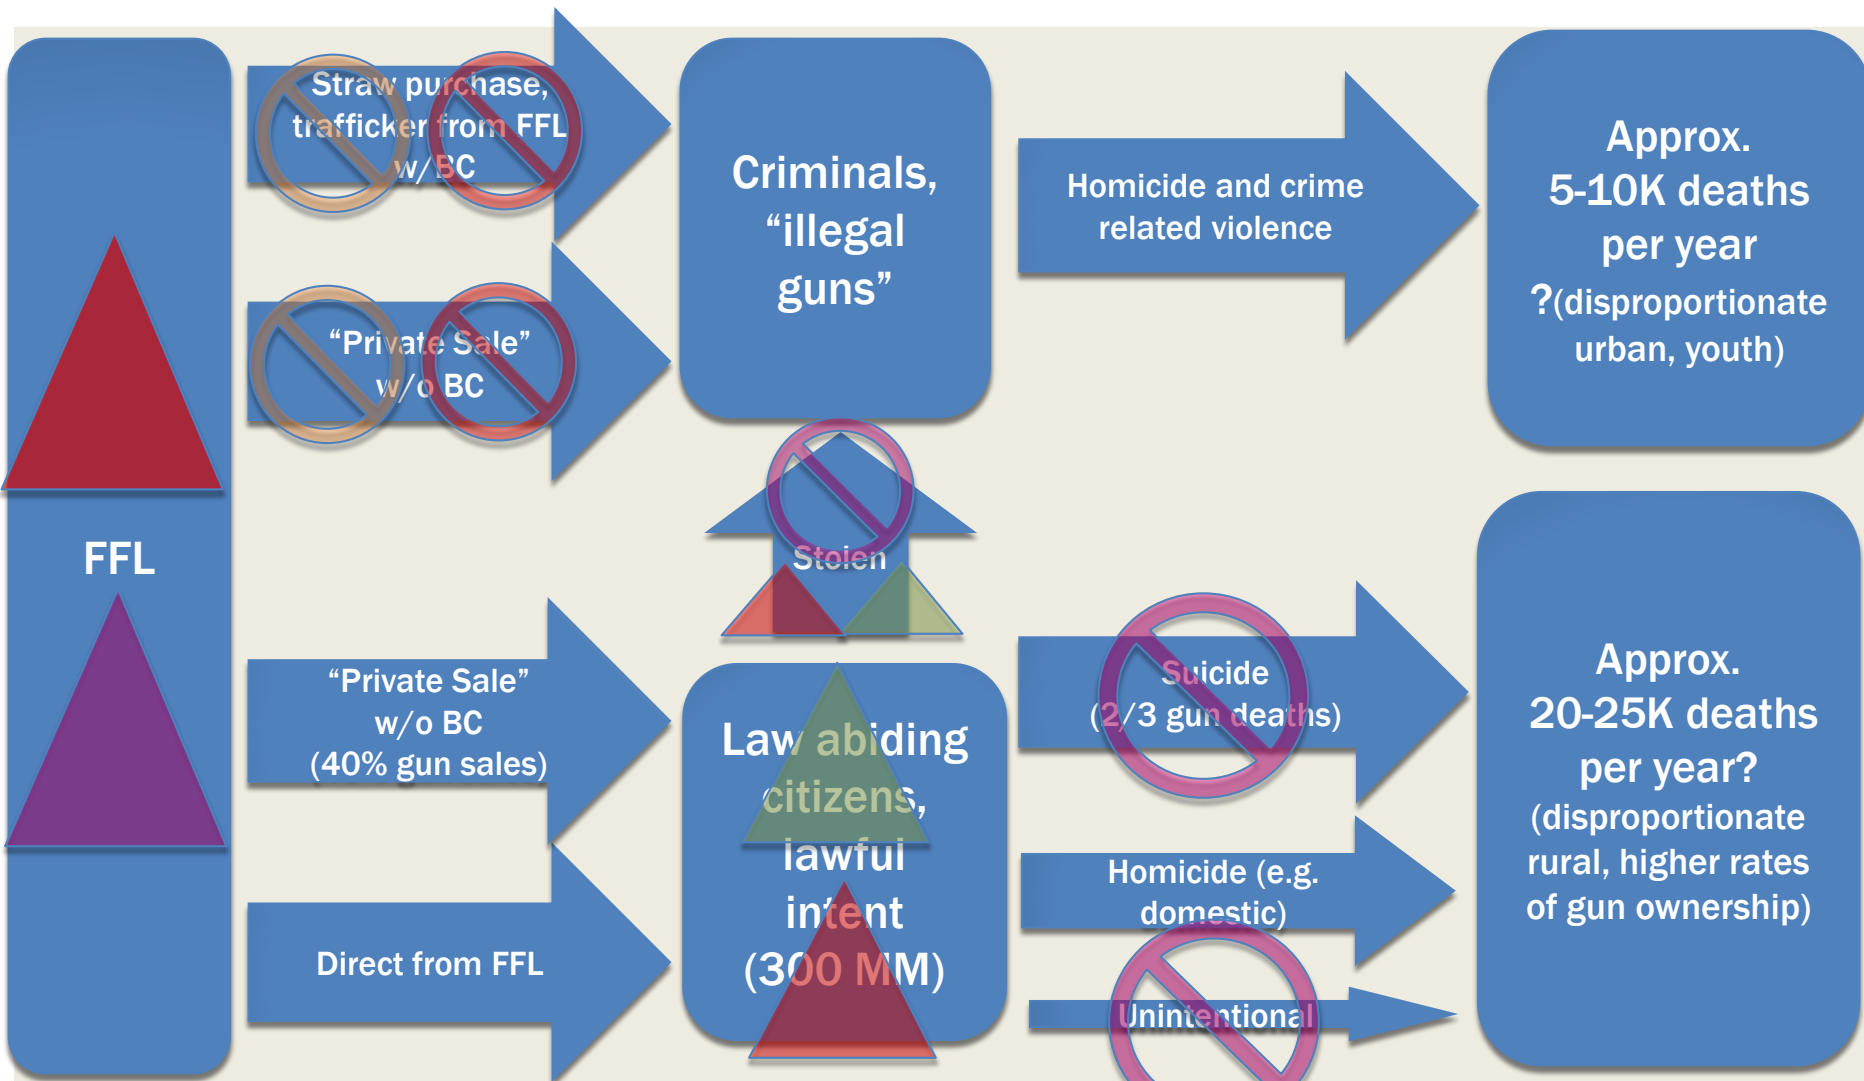 FFL
Straw purchase,
trafficker from FFL
w/BC
“Private Sale”
w/o BC
“Private Sale”
w/o BC
(40% gun sales)
Direct from FFL
Criminals,
“illegal
guns”
Stolen
Law abiding
citizens,
lawful
intent
(300 MM)
Homicide and crime
related violence
Suicide
(2/3 gun deaths)
Homicide (e.g.
domestic)
Unintentional
Approx.
5-10K deaths
per year
?(disproportionate
urban, youth)
Approx.
20-25K deaths
per year?
(disproportionate
rural, higher rates
of gun ownership)